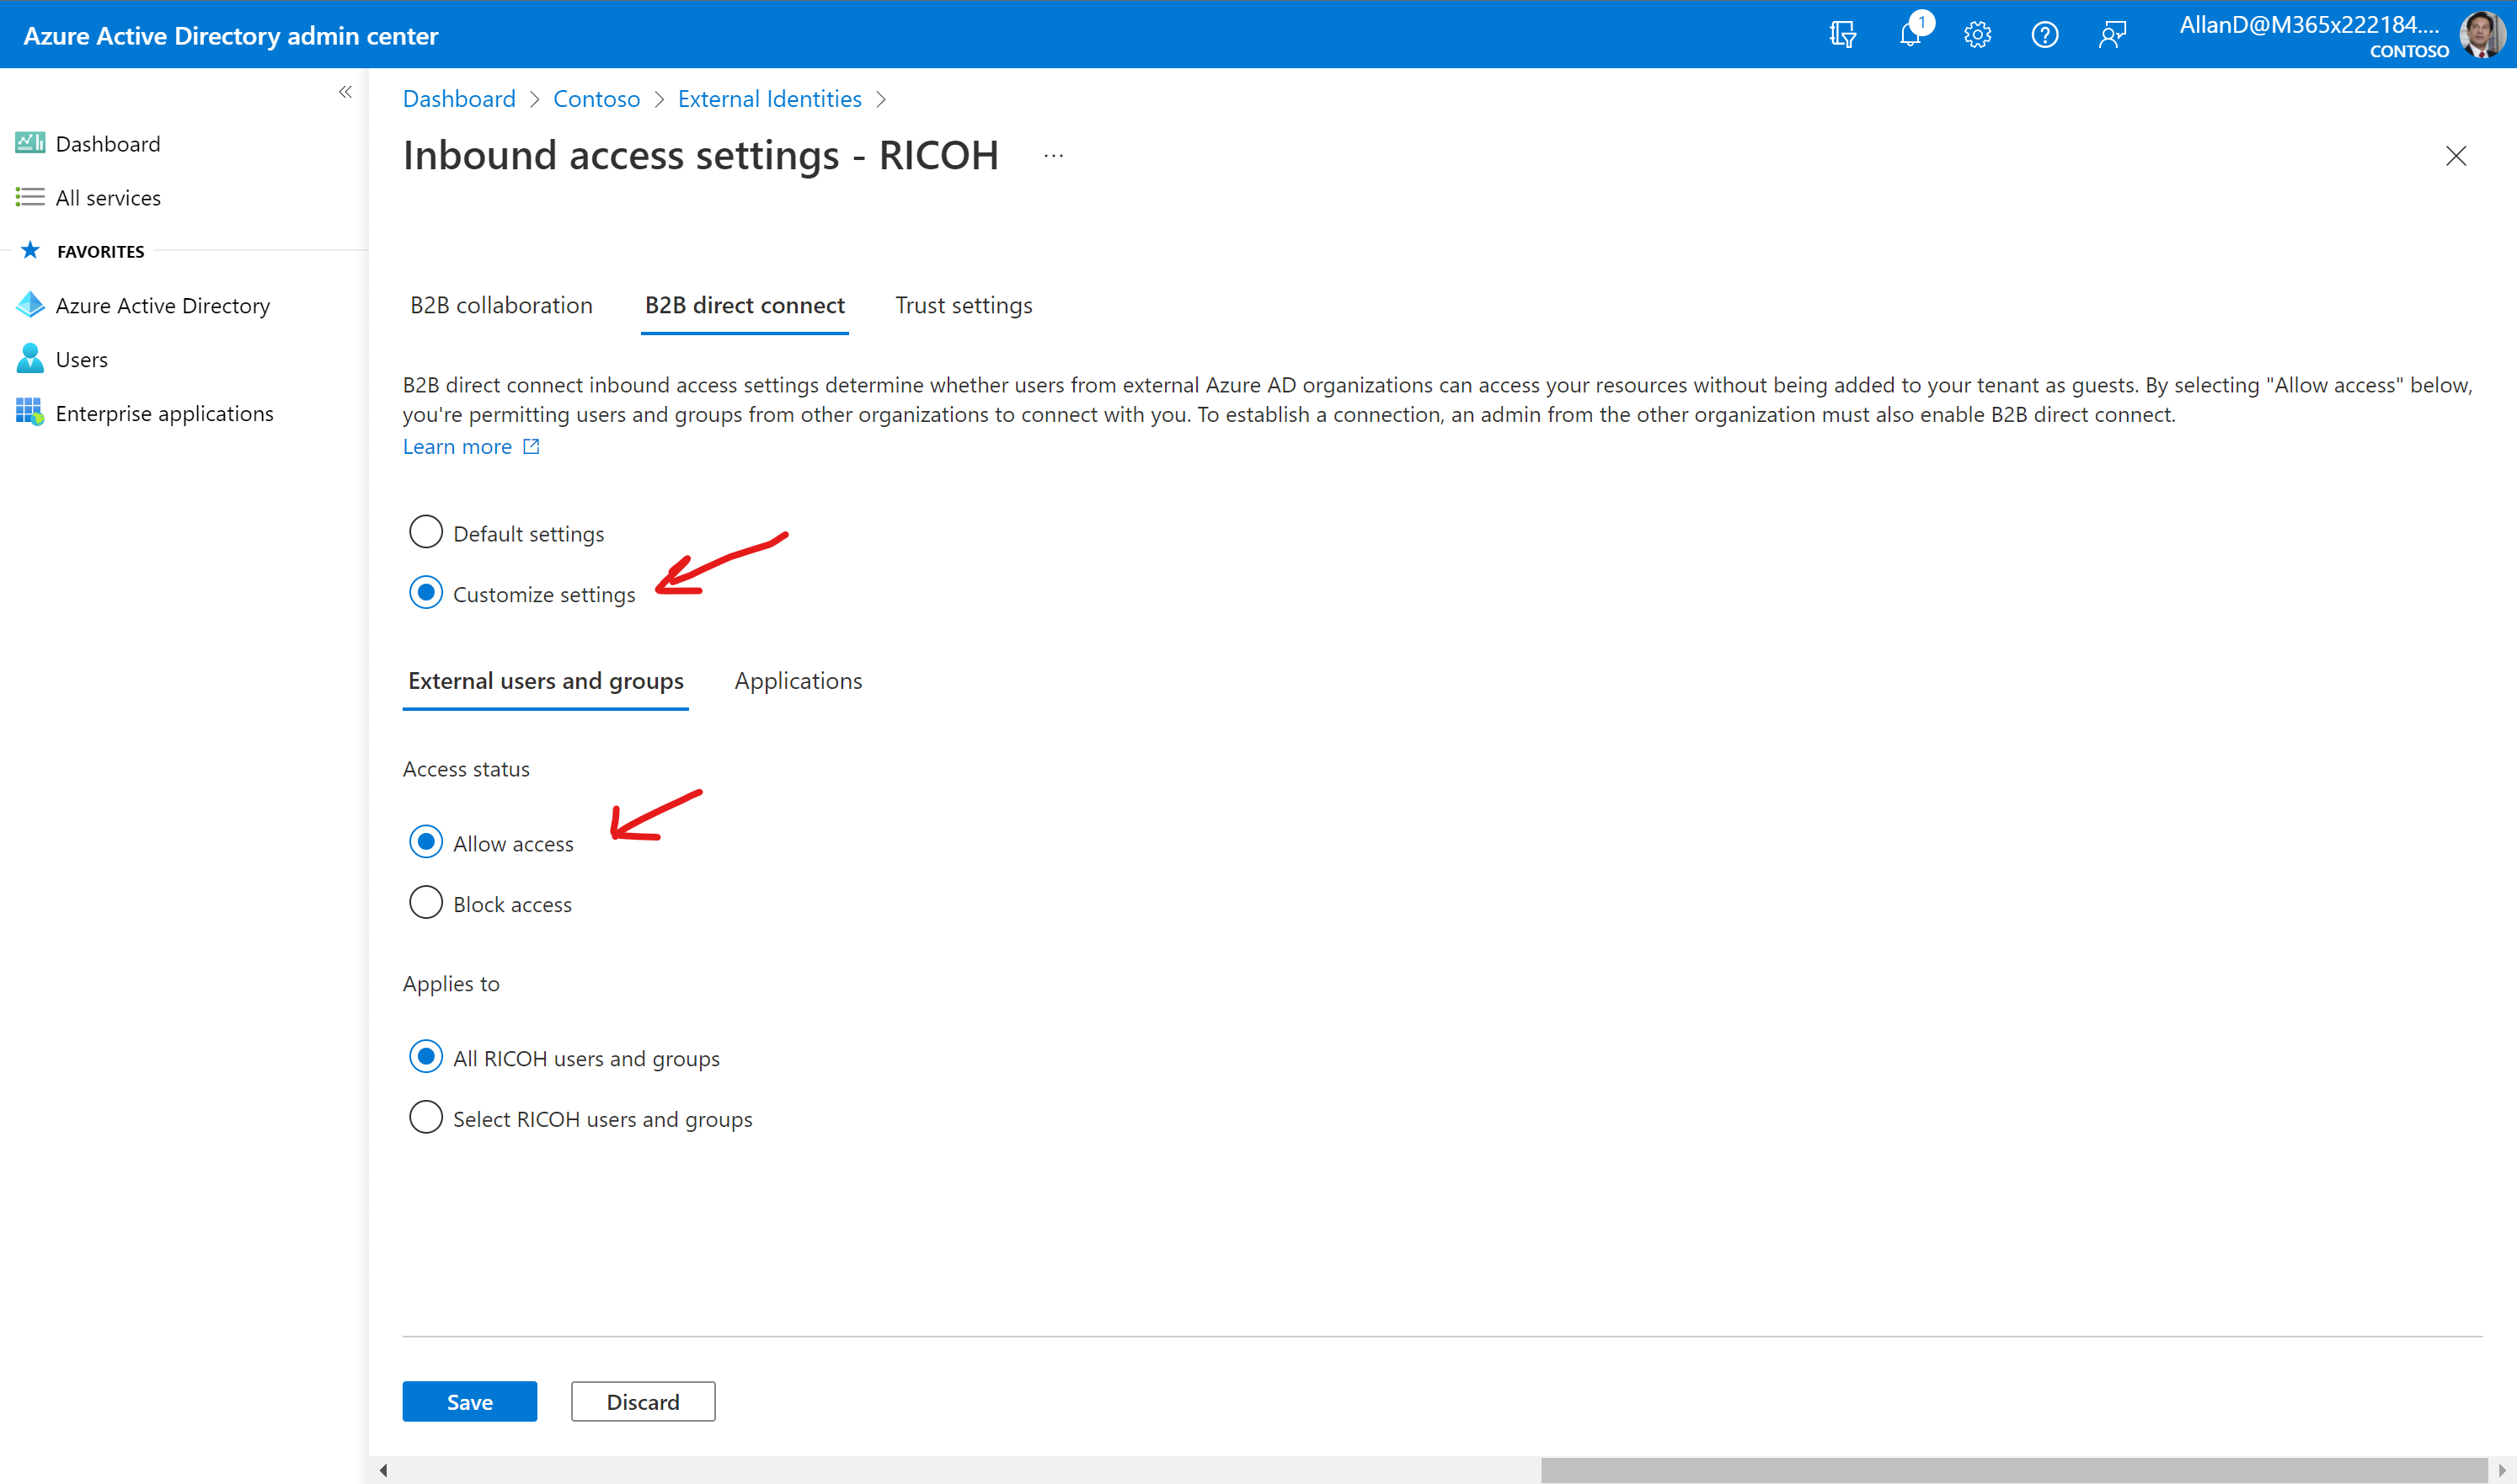 Azure Active Directory admin center
1
AllanD@M365x222184....
CONTOSO
Dashboard
All services
FAVORITES
Azure Active Directory
Users
Enterprise applications
Dashboard > Contoso > External Identities >
Inbound access settings - RICOH ...
B2B collaboration B2B direct connect Trust settings
B2B direct connect inbound access settings determine whether users from external Azure AD organizations can access your resources without being added to your tenant as guests. By selecting "Allow access" below,
you're permitting users and groups from other organizations to connect with you. To establish a connection, an admin from the other organization must also enable B2B direct connect.
Learn more
Default settings
Customize settings
External users and groups Applications
Access status
Allow access
Block access
Applies to
All RICOH users and groups
Select RICOH users and groups
Save Discard